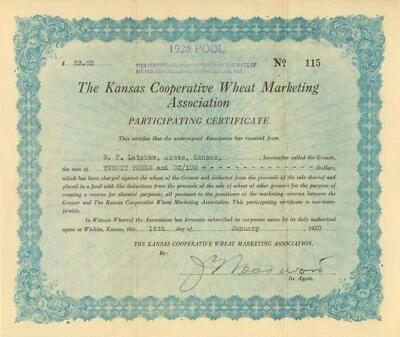 1928 POOL
$ 23.02
No 115
The Kansas Cooperative Wheat Marketing
Association
PARTICIPATING CERTIFICATE
This certifies that the undersigned Association has received from
Kansas, hereafter called the Grower,
the sum of TWENTY THREE and 02/100 - - - - - - - - - - - - - - - - Dollars,
which has been charged against the wheat of the Grower and deducted from the proceeds of the sale thereof and
placed in a fund with like deductions from the proceeds of the sale of wheat of other growers for the purpose of
creating a reserve for elevator purposes; all pursuant to the provisions of the marketing contract between the
Grower and The Kansas Cooperative Wheat Marketing Association. This participating certificate is non-trans-
ferable.
In Witness Whereof the Association has hereunto subscribed its corporate name by its duly authorized
agent at Wichita, Kansas, this 16th day of January 1930
THE KANSAS COOPERATIVE WHEAT MARKETING ASSOCIATION,
By:
Its Agent.